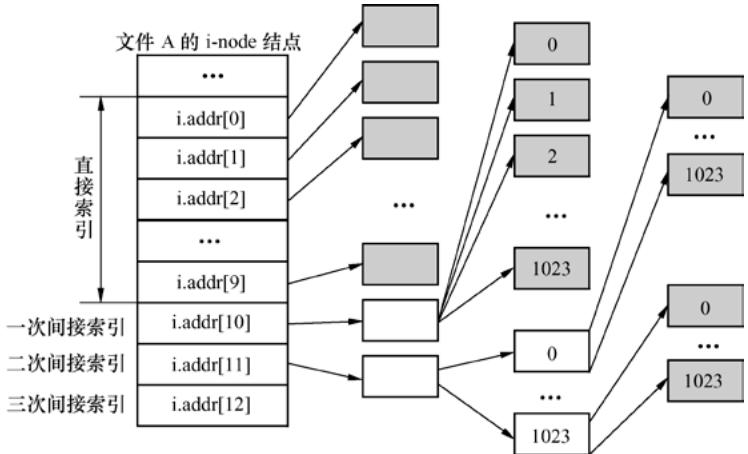 文件 A 的 i-node 结点
...
直接索引
i.addr[0]
i.addr[1]
i.addr[2]
...
i.addr[9]
一次间接索引
i.addr[10]
二次间接索引
i.addr[11]
三次间接索引
i.addr[12]
...
0
1
2
...
1023
0
...
1023
0
...
1023
0
...
1023